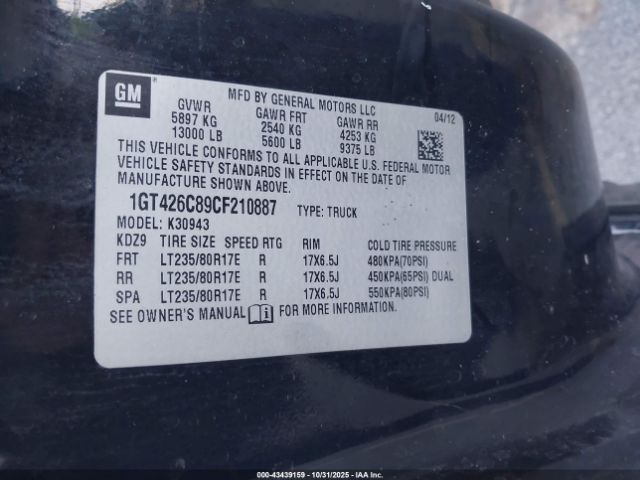 GM
MFD BY GENERAL MOTORS LLC
04/12
GVWR GAWR FRT GAWR RR
5897 KG 2540 KG 4253 KG
13000 LB 5600 LB 9375 LB
THIS VEHICLE CONFORMS TO ALL APPLICABLE U.S. FEDERAL MOTOR
VEHICLE SAFETY STANDARDS IN EFFECT ON THE DATE OF
MANUFACTURE SHOWN ABOVE.
1GT426C89CF210887 TYPE: TRUCK
MODEL: K30943
KDZ9 TIRE SIZE SPEED RTG RIM COLD TIRE PRESSURE
FRT LT235/80R17E R 17X6.5J 480KPA(70PSI)
RR LT235/80R17E R 17X6.5J 450KPA(65PSI) DUAL
SPA LT235/80R17E R 17X6.5J 550KPA(80PSI)
SEE OWNER'S MANUAL FOR MORE INFORMATION.
000-43439159 - 10/31/2025 - IAAI.COM